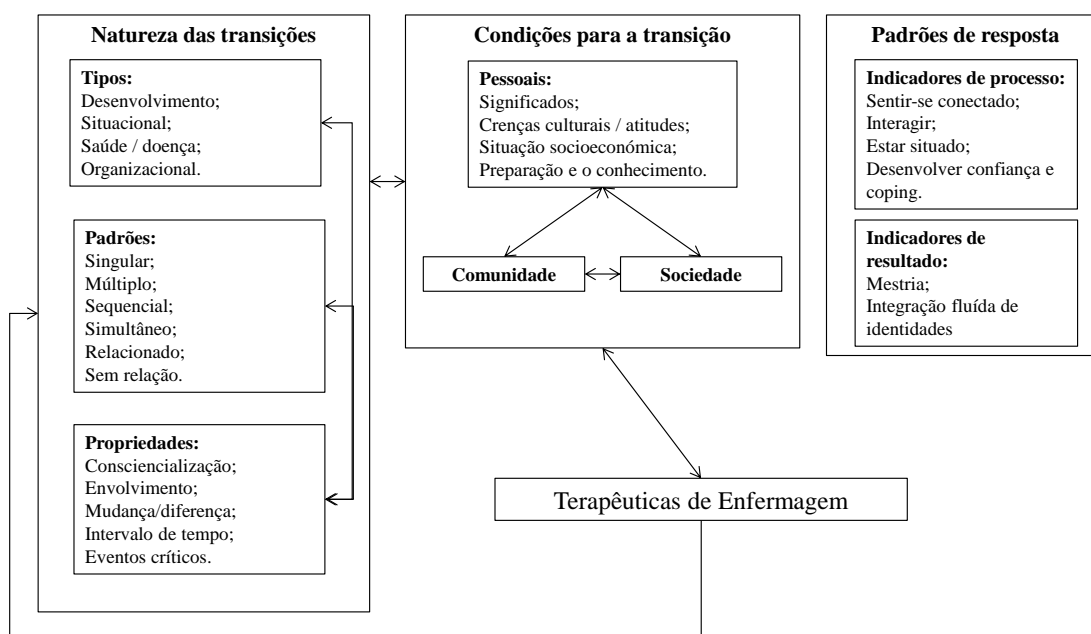 Natureza das transições
Tipos:
Desenvolvimento;
Situacional;
Saúde / doença;
Organizacional.
Padrões:
Singular;
Múltiplo;
Sequencial;
Simultâneo;
Relacionado;
Sem relação.
Propriedades:
Consciencialização;
Envolvimento;
Mudança/diferença;
Intervalo de tempo;
Eventos críticos.
Condições para a transição
Pessoais:
Significados;
Crenças culturais / atitudes;
Situação socioeconómica;
Preparação e o conhecimento.
Comunidade
Sociedade
Padrões de resposta
Indicadores de processo:
Sentir-se conectado;
Interagir;
Estar situado;
Desenvolver confiança e
coping.
Indicadores de
resultado:
Mestria;
Integração fluída de
identidades
Terapêuticas de Enfermagem